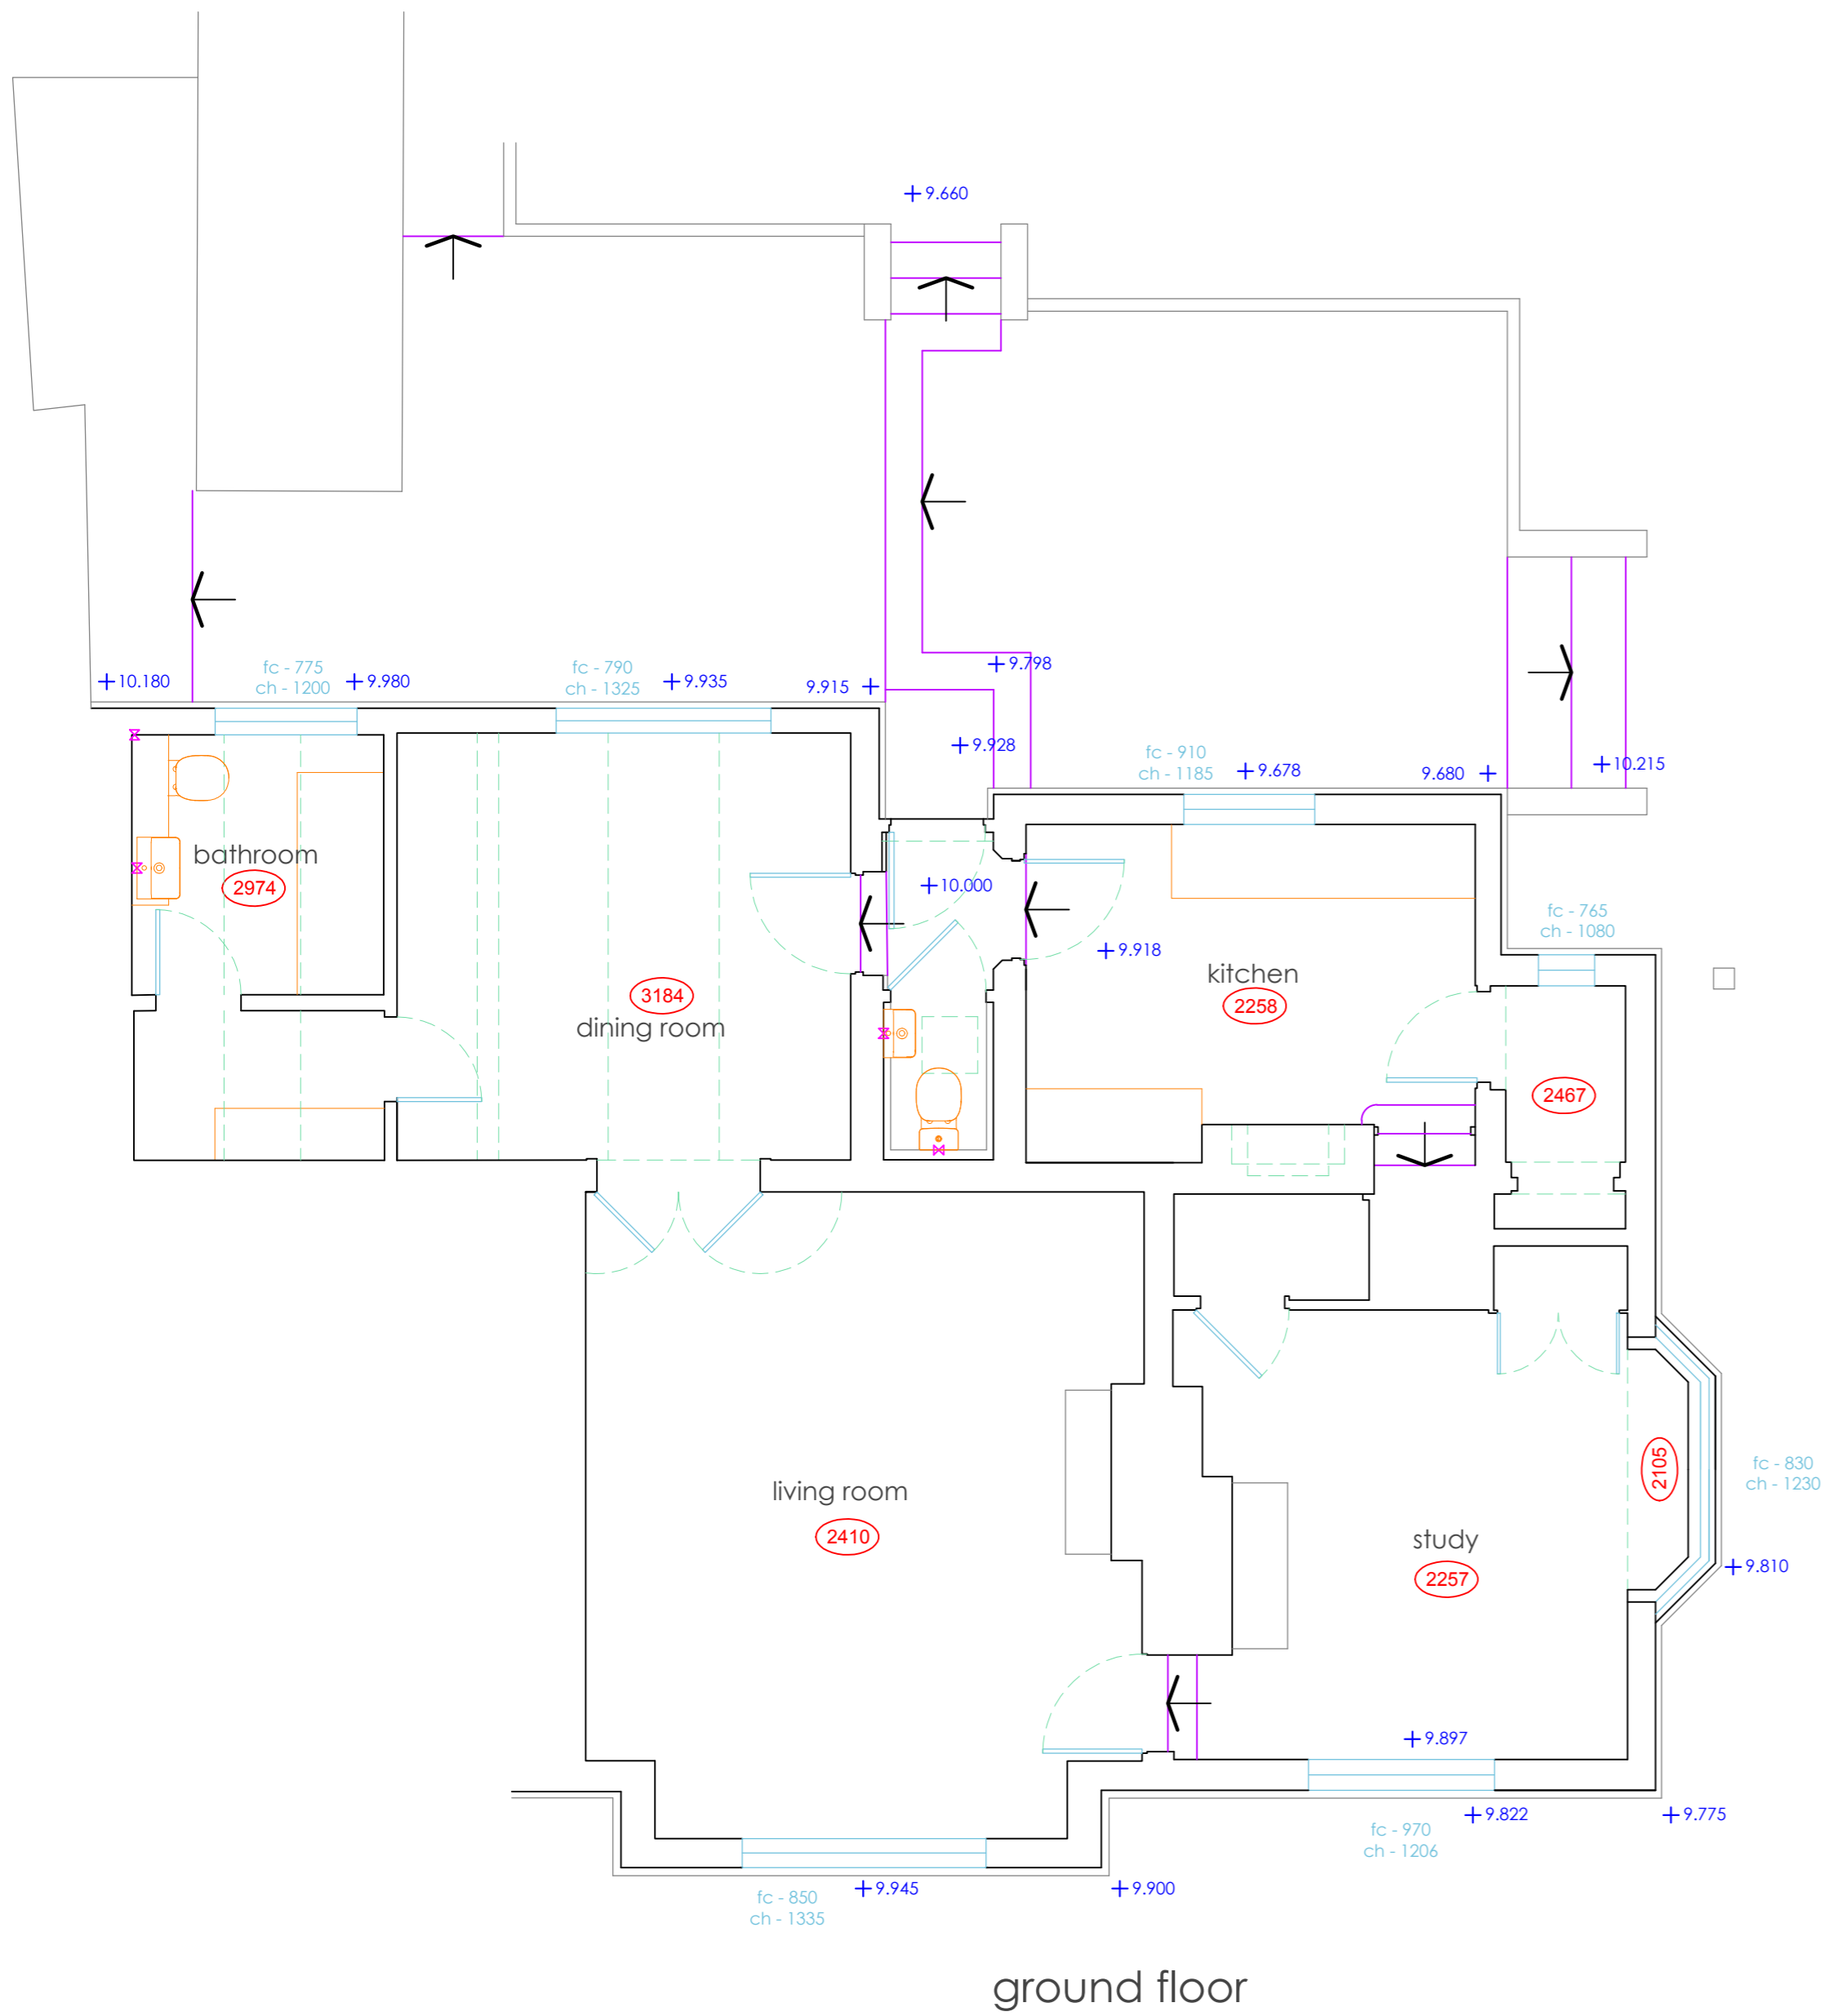 9.660
fc - 775
ch - 1200
fc - 790
ch - 1325
10.180
9.980
9.935
9.915
9.798
9.928
fc - 910
ch - 1185
9.678
9.680
10.215
bathroom
2974
10.000
9.918
fc - 765
ch - 1080
kitchen
2258
3184
dining room
2467
living room
2410
study
2257
2105
fc - 830
ch - 1230
9.810
9.897
9.822
9.775
fc - 970
ch - 1206
9.945
9.900
fc - 850
ch - 1335
ground floor